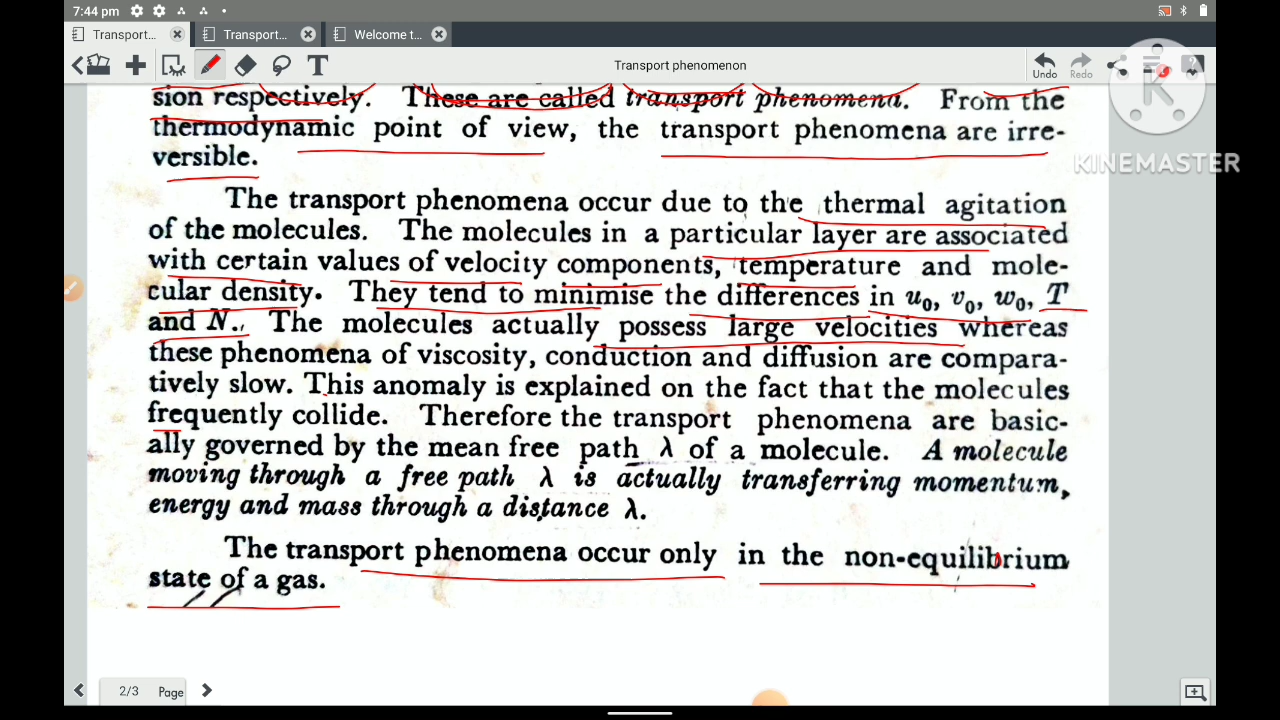 7:44 pm
Transport...
Transport...
Welcome t...
Transport phenomenon
Undo
Redo
KINEMASTER
sion respectively. These are called transport phenomena. From the
thermodynamic point of view, the transport phenomena are irre-
versible.
The transport phenomena occur due to the thermal agitation
of the molecules. The molecules in a particular layer are associated
with certain values of velocity components, temperature and mole-
cular density. They tend to minimise the differences in u₀, v₀, w₀, T
and N. The molecules actually possess large velocities whereas
these phenomena of viscosity, conduction and diffusion are compara-
tively slow. This anomaly is explained on the fact that the molecules
frequently collide. Therefore the transport phenomena are basic-
ally governed by the mean free path λ of a molecule. A molecule
moving through a free path λ is actually transferring momentum,
energy and mass through a distance λ.
The transport phenomena occur only in the non-equilibrium
state of a gas.
2/3 Page